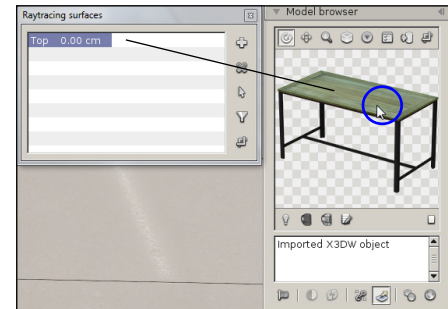 Raytracing surfaces
Model browser
Top 0.00 cm
Imported X3DW object